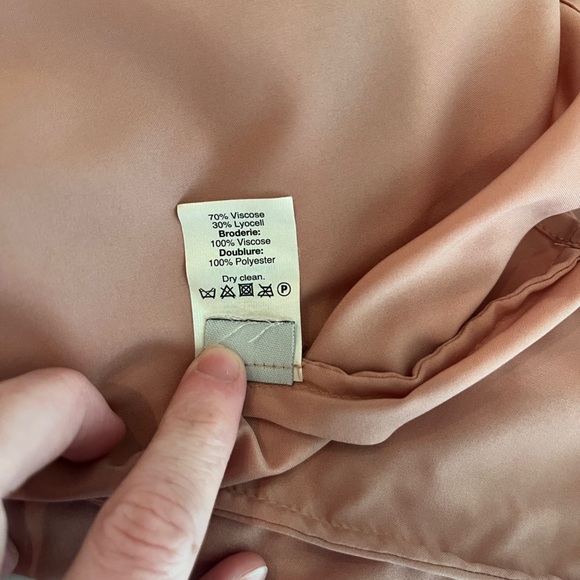 70% Viscose
30% Lyocell
Broderie:
100% Viscose
Doublure:
100% Polyester
Dry clean.
P